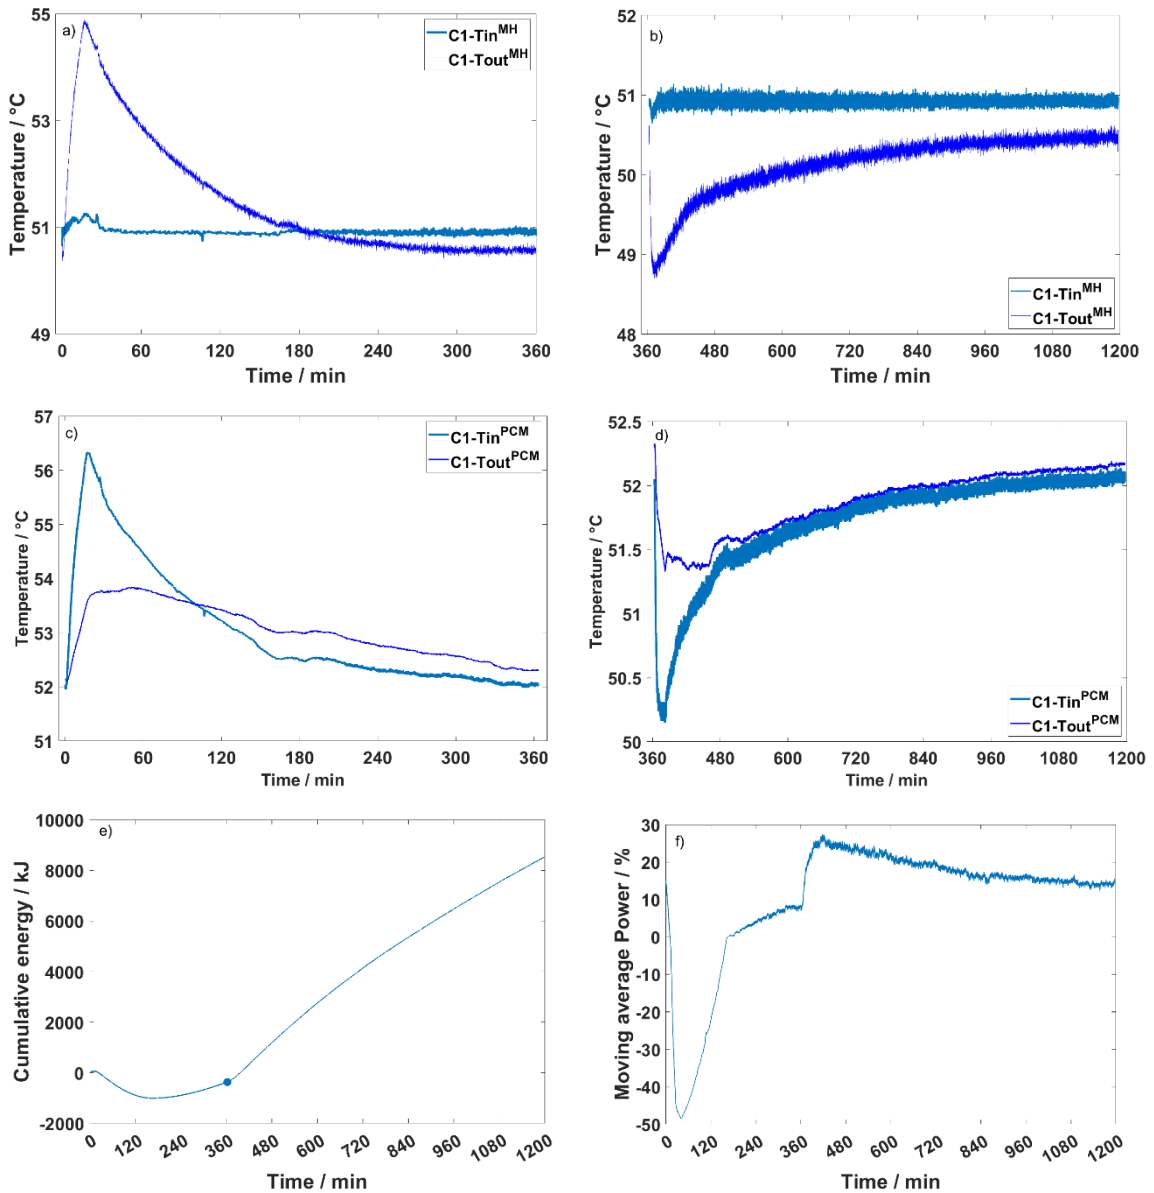 a)
C1-Tin^MH
C1-Tout^MH
Temperature / °C
55
53
51
49
0 60 120 180 240 300 360
Time / min
b)
C1-Tin^MH
C1-Tout^MH
Temperature / °C
52
51
50
49
48
360 480 600 720 840 960 1080 1200
Time / min
c)
C1-Tin^PCM
C1-Tout^PCM
Temperature / °C
57
56
55
54
53
52
51
0 60 120 180 240 300 360
Time / min
d)
C1-Tin^PCM
C1-Tout^PCM
Temperature / °C
52.5
52
51.5
51
50.5
50
360 480 600 720 840 960 1080 1200
Time / min
e)
Cumulative energy / kJ
10000
8000
6000
4000
2000
0
-2000
0 120 240 360 480 600 720 840 960 1080 1200
Time / min
f)
Moving average Power / %
30
20
10
0
-10
-20
-30
-40
-50
0 120 240 360 480 600 720 840 960 1080 1200
Time / min